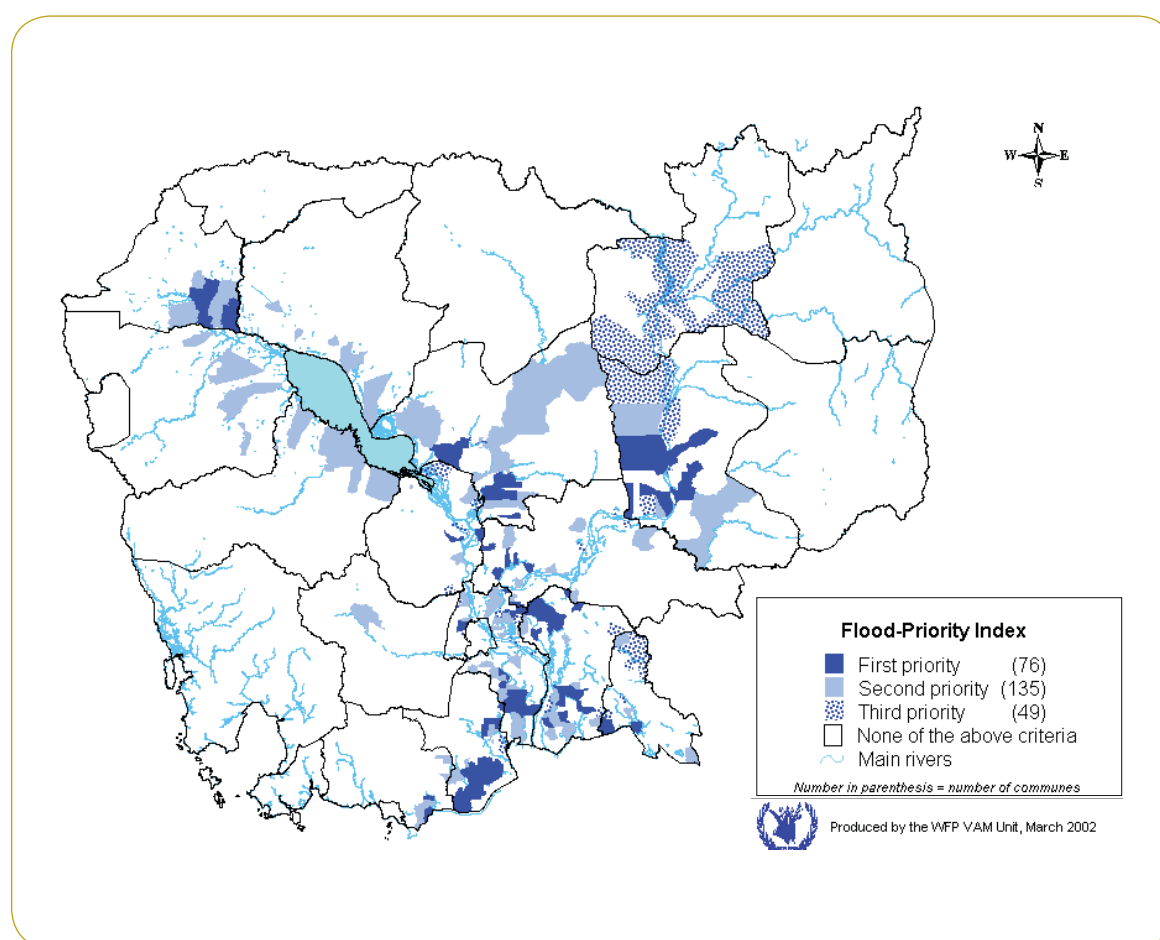 N
W E
S
Flood-Priority Index
First priority (76)
Second priority (135)
Third priority (49)
None of the above criteria
Main rivers
Number in parenthesis = number of communes
Produced by the WFP VAM Unit, March 2002